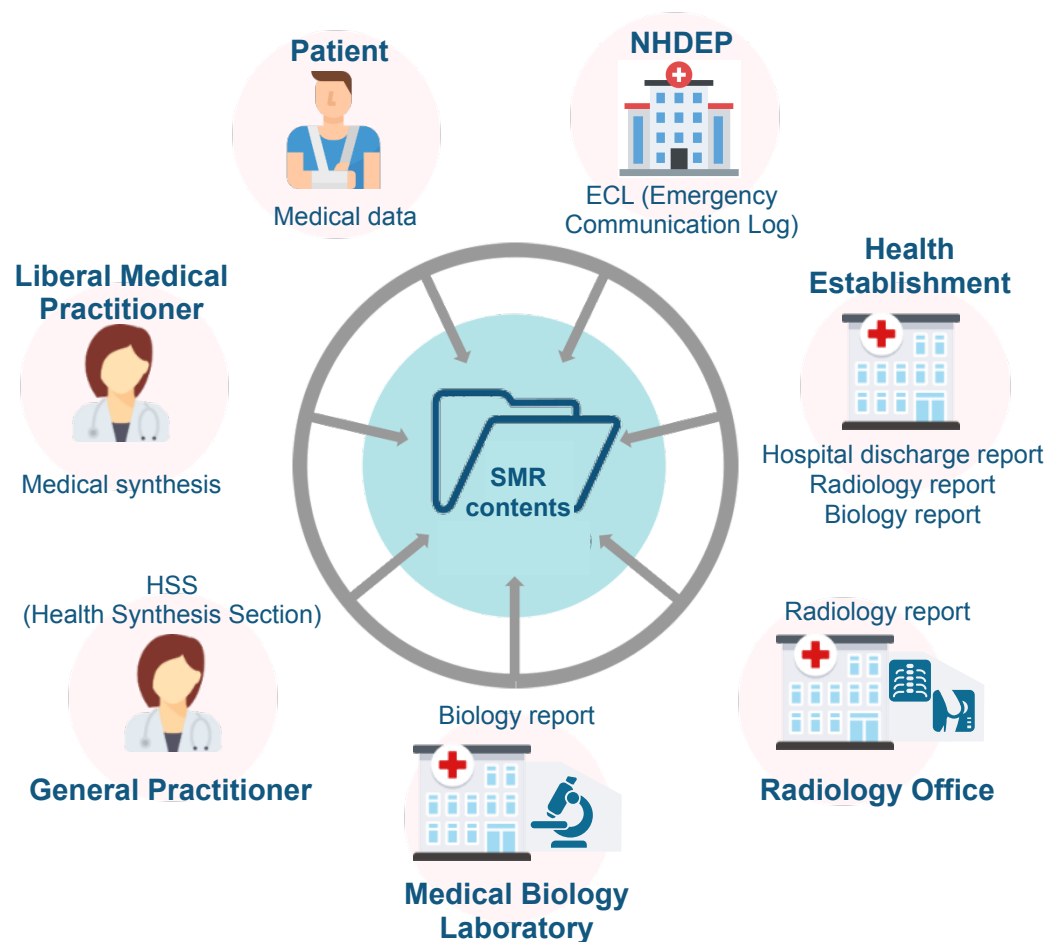 Patient
Medical data
NHDEP
ECL (Emergency
Communication Log)
Health
Establishment
Hospital discharge report
Radiology report
Biology report
Liberal Medical
Practitioner
Medical synthesis
SMR
contents
HSS
(Health Synthesis Section)
General Practitioner
Biology report
Medical Biology
Laboratory
Radiology report
Radiology Office